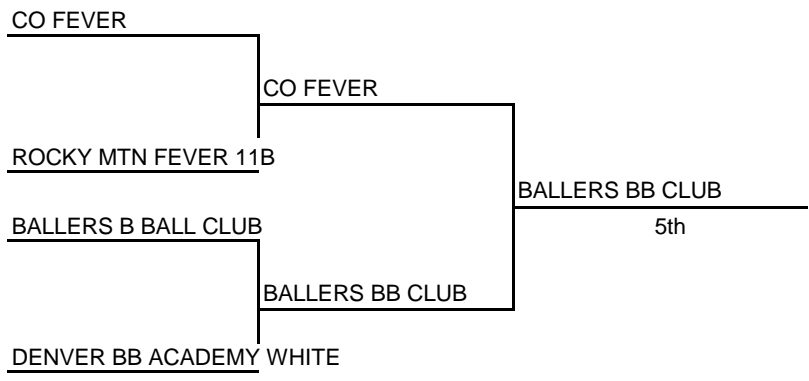 CO FEVER
CO FEVER
ROCKY MTN FEVER 11B
BALLERS BB CLUB
BALLERS B BALL CLUB
5th
BALLERS BB CLUB
DENVER BB ACADEMY WHITE